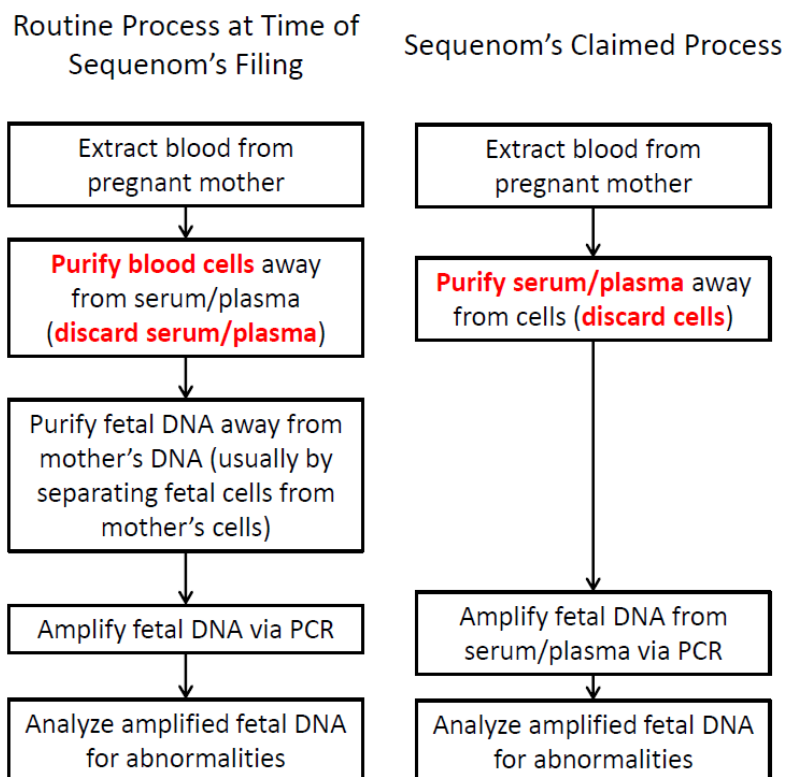 Routine Process at Time of
Sequenom's Filing
Extract blood from
pregnant mother
Purify blood cells away
from serum/plasma
(discard serum/plasma)
Purify fetal DNA away from
mother's DNA (usually by
separating fetal cells from
mother's cells)
Amplify fetal DNA via PCR
Analyze amplified fetal DNA
for abnormalities
Sequenom's Claimed Process
Extract blood from
pregnant mother
Purify serum/plasma away
from cells (discard cells)
Amplify fetal DNA from
serum/plasma via PCR
Analyze amplified fetal DNA
for abnormalities